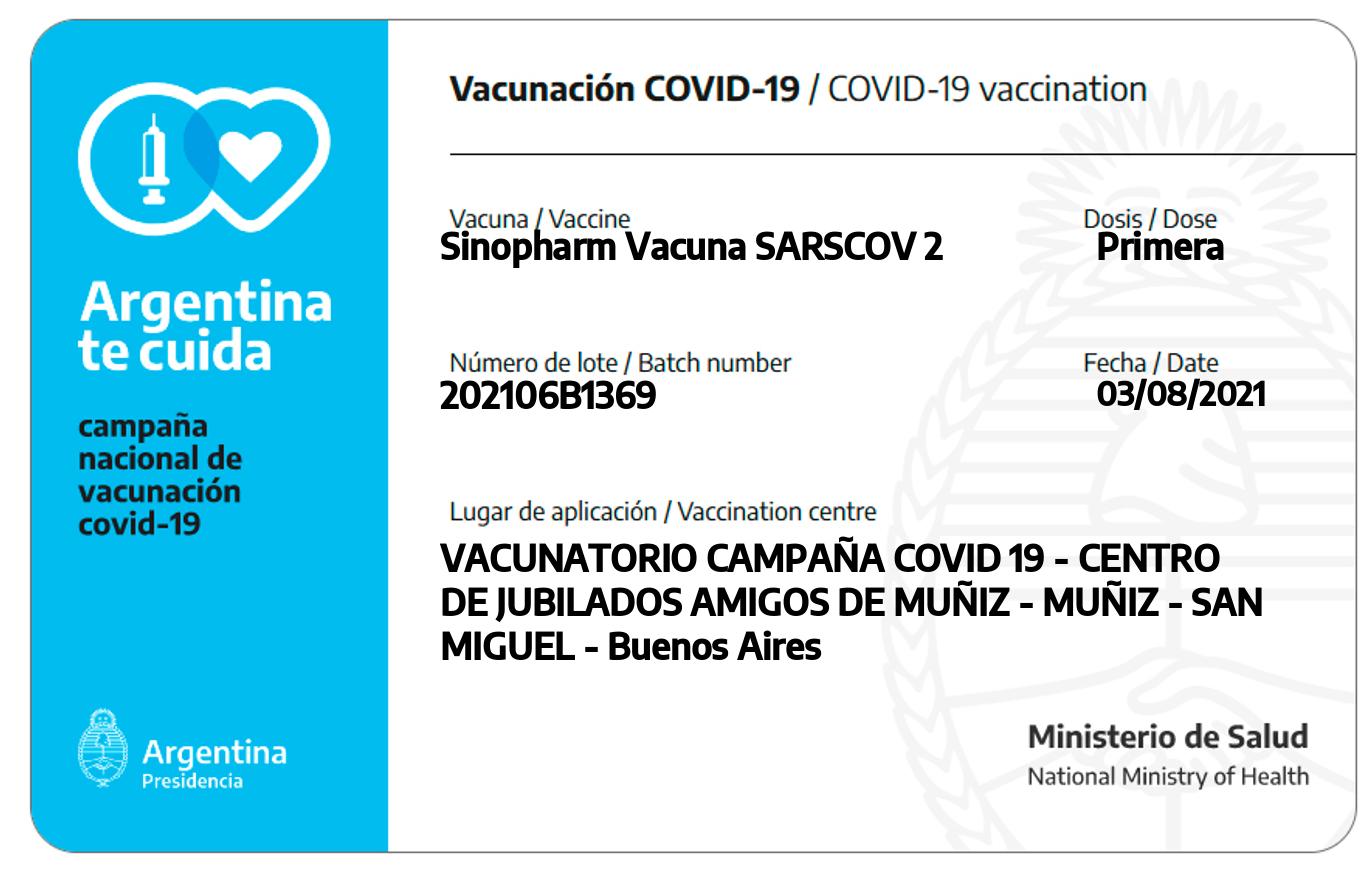 Argentina
te cuida
campaña
nacional de
vacunación
covid-19
Argentina
Presidencia
Vacunación COVID-19 / COVID-19 vaccination
Vacuna / Vaccine
Sinopharm Vacuna SARSCOV 2
Dosis / Dose
Primera
Número de lote / Batch number
202106B1369
Fecha / Date
03/08/2021
Lugar de aplicación / Vaccination centre
VACUNATORIO CAMPAÑA COVID 19 - CENTRO
DE JUBILADOS AMIGOS DE MUÑIZ - MUÑIZ - SAN
MIGUEL - Buenos Aires
Ministerio de Salud
National Ministry of Health